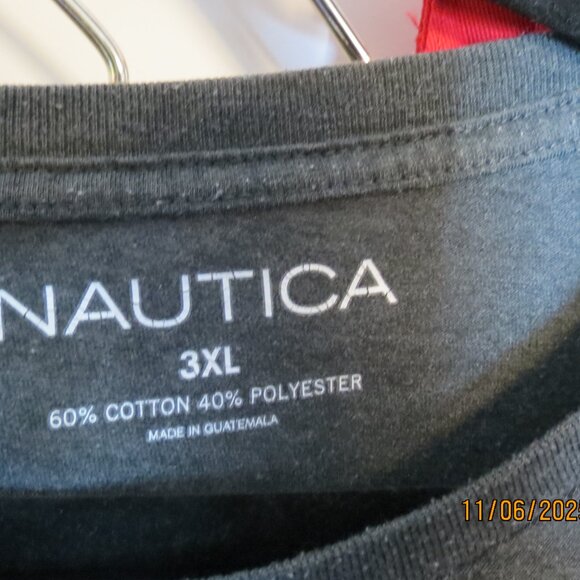 NAUTICA
3XL
60% COTTON 40% POLYESTER
MADE IN GUATEMALA
11/06/202